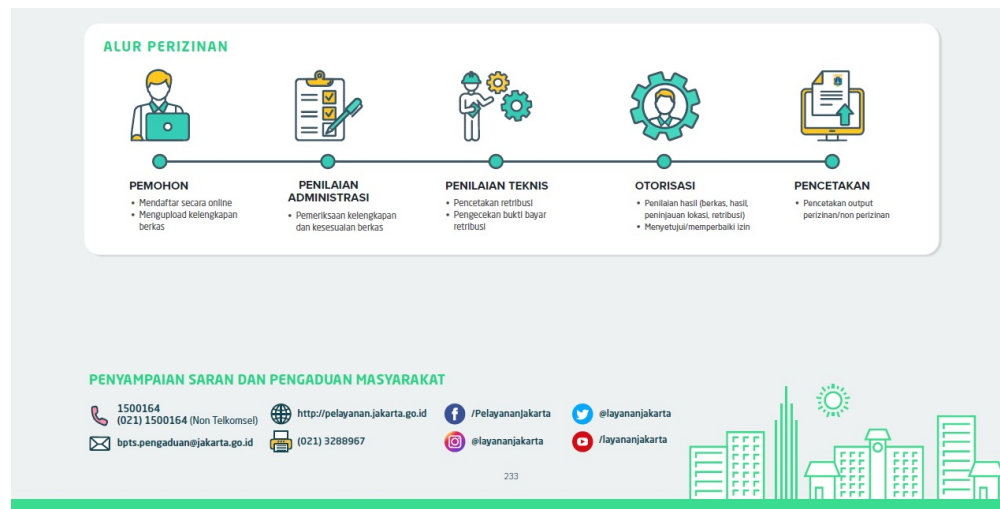 ALUR PERIZINAN
PEMOHON
• Mendaftar secara online
• Mengupload kelengkapan
berkas
PENILAIAN
ADMINISTRASI
• Pemeriksaan kelengkapan
dan kesesuaian berkas
PENILAIAN TEKNIS
• Pencetakan retribusi
• Pengecekan bukti bayar
retribusi
OTORISASI
• Penilaian hasil (berkas, hasil,
peninjauan lokasi, retribusi)
• Menyetujui/memperbaiki izin
PENCETAKAN
• Pencetakan output
perizinan/non perizinan
PENYAMPAIAN SARAN DAN PENGADUAN MASYARAKAT
1500164
(021) 1500164 (Non Telkomsel)
bpts.pengaduan@jakarta.go.id
http://pelayanan.jakarta.go.id
(021) 3288967
/PelayananJakarta
@layananjakarta
@layananjakarta
/layananjakarta
233